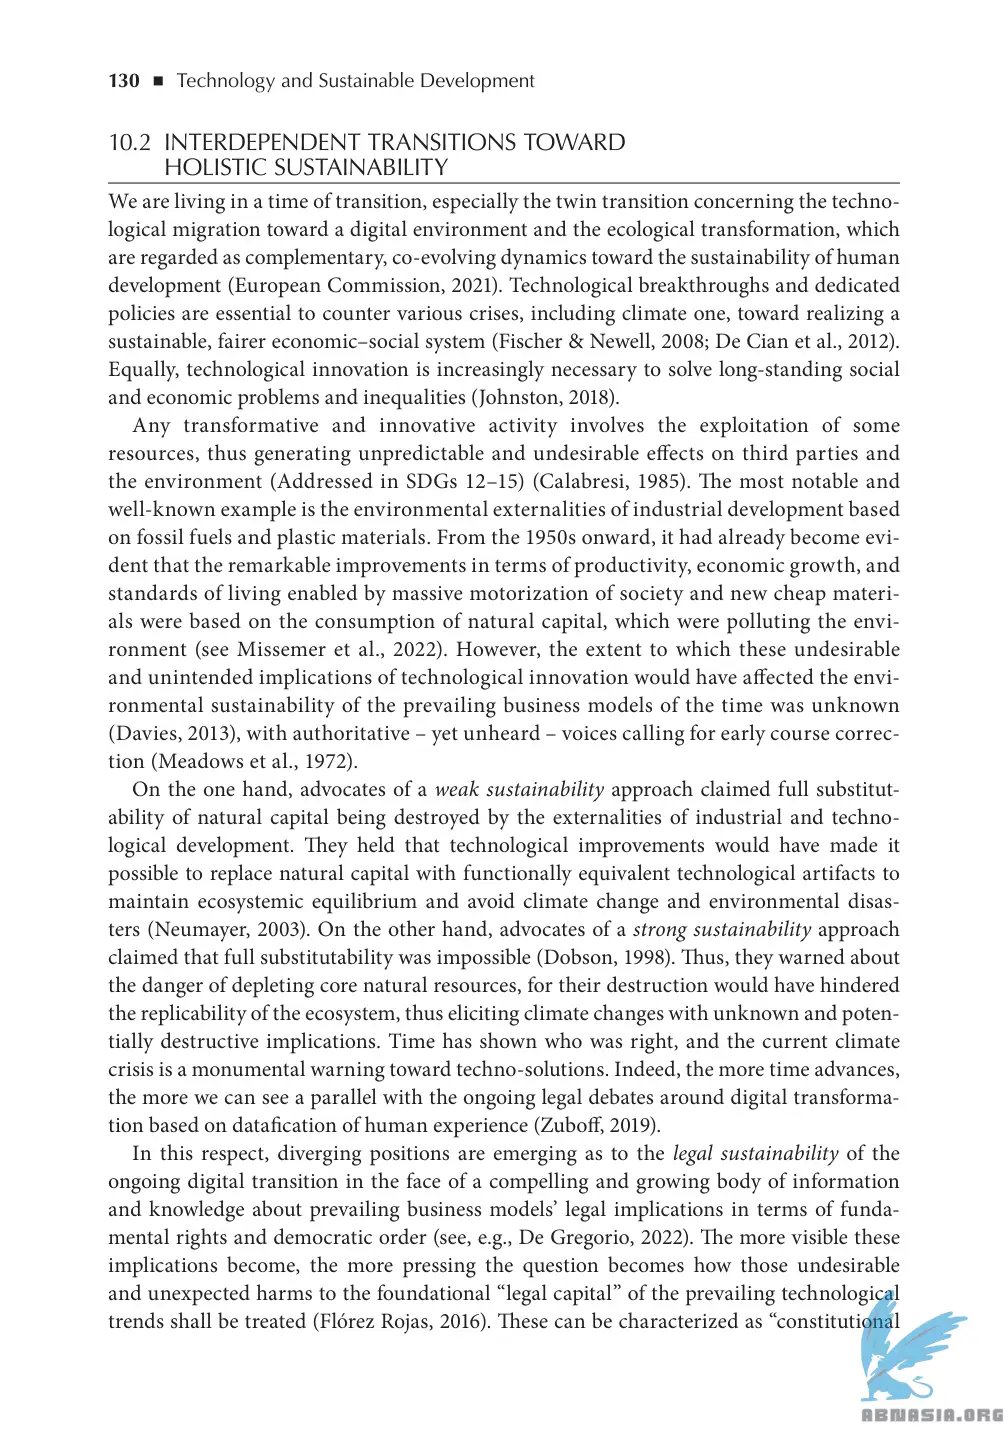 130 ■ Technology and Sustainable Development
10.2 INTERDEPENDENT TRANSITIONS TOWARD
HOLISTIC SUSTAINABILITY
We are living in a time of transition, especially the twin transition concerning the techno-
logical migration toward a digital environment and the ecological transformation, which
are regarded as complementary, co-evolving dynamics toward the sustainability of human
development (European Commission, 2021). Technological breakthroughs and dedicated
policies are essential to counter various crises, including climate one, toward realizing a
sustainable, fairer economic–social system (Fischer & Newell, 2008; De Cian et al., 2012).
Equally, technological innovation is increasingly necessary to solve long-standing social
and economic problems and inequalities (Johnston, 2018).
Any transformative and innovative activity involves the exploitation of some
resources, thus generating unpredictable and undesirable effects on third parties and
the environment (Addressed in SDGs 12–15) (Calabresi, 1985). The most notable and
well-known example is the environmental externalities of industrial development based
on fossil fuels and plastic materials. From the 1950s onward, it had already become evi-
dent that the remarkable improvements in terms of productivity, economic growth, and
standards of living enabled by massive motorization of society and new cheap materi-
als were based on the consumption of natural capital, which were polluting the envi-
ronment (see Missemer et al., 2022). However, the extent to which these undesirable
and unintended implications of technological innovation would have affected the envi-
ronmental sustainability of the prevailing business models of the time was unknown
(Davies, 2013), with authoritative – yet unheard – voices calling for early course correc-
tion (Meadows et al., 1972).
On the one hand, advocates of a weak sustainability approach claimed full substitut-
ability of natural capital being destroyed by the externalities of industrial and techno-
logical development. They held that technological improvements would have made it
possible to replace natural capital with functionally equivalent technological artifacts to
maintain ecosystemic equilibrium and avoid climate change and environmental disas-
ters (Neumayer, 2003). On the other hand, advocates of a strong sustainability approach
claimed that full substitutability was impossible (Dobson, 1998). Thus, they warned about
the danger of depleting core natural resources, for their destruction would have hindered
the replicability of the ecosystem, thus eliciting climate changes with unknown and poten-
tially destructive implications. Time has shown who was right, and the current climate
crisis is a monumental warning toward techno-solutions. Indeed, the more time advances,
the more we can see a parallel with the ongoing legal debates around digital transforma-
tion based on datafication of human experience (Zuboff, 2019).
In this respect, diverging positions are emerging as to the legal sustainability of the
ongoing digital transition in the face of a compelling and growing body of information
and knowledge about prevailing business models’ legal implications in terms of funda-
mental rights and democratic order (see, e.g., De Gregorio, 2022). The more visible these
implications become, the more pressing the question becomes how those undesirable
and unexpected harms to the foundational “legal capital” of the prevailing technological
trends shall be treated (Flórez Rojas, 2016). These can be characterized as “constitutional
ABNASIA.ORG